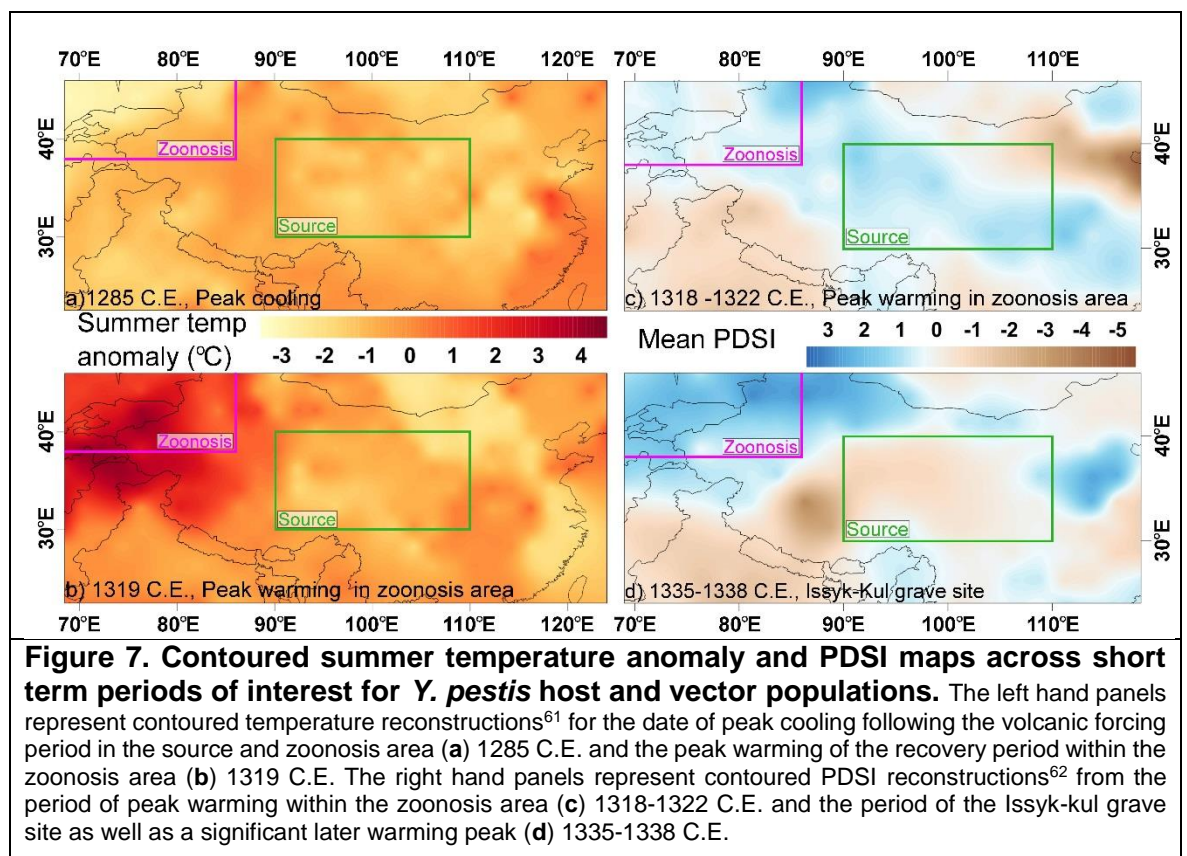 70°E 80°E 90°E 100°E 110°E 120°E 70°E 80°E 90°E 100°E 110°E
40°E
30°E
Zoonosis
Source
a)1285 C.E., Peak cooling
Zoonosis
Source
c) 1318 -1322 C.E., Peak warming in zoonosis area
40°E
30°E
Summer temp
anomaly (°C)
-3 -2 -1 0 1 2 3 4
Mean PDSI
3 2 1 0 -1 -2 -3 -4 -5
40°E
30°E
Zoonosis
Source
b) 1319 C.E., Peak warming in zoonosis area
Zoonosis
Source
d) 1335-1338 C.E., Issyk-Kul grave site
40°E
30°E
70°E 80°E 90°E 100°E 110°E 120°E 70°E 80°E 90°E 100°E 110°E
Figure 7. Contoured summer temperature anomaly and PDSI maps across short
term periods of interest for Y. pestis host and vector populations. The left hand panels
represent contoured temperature reconstructions61 for the date of peak cooling following the volcanic forcing
period in the source and zoonosis area (a) 1285 C.E. and the peak warming of the recovery period within the
zoonosis area (b) 1319 C.E. The right hand panels represent contoured PDSI reconstructions62 from the
period of peak warming within the zoonosis area (c) 1318-1322 C.E. and the period of the Issyk-kul grave
site as well as a significant later warming peak (d) 1335-1338 C.E.